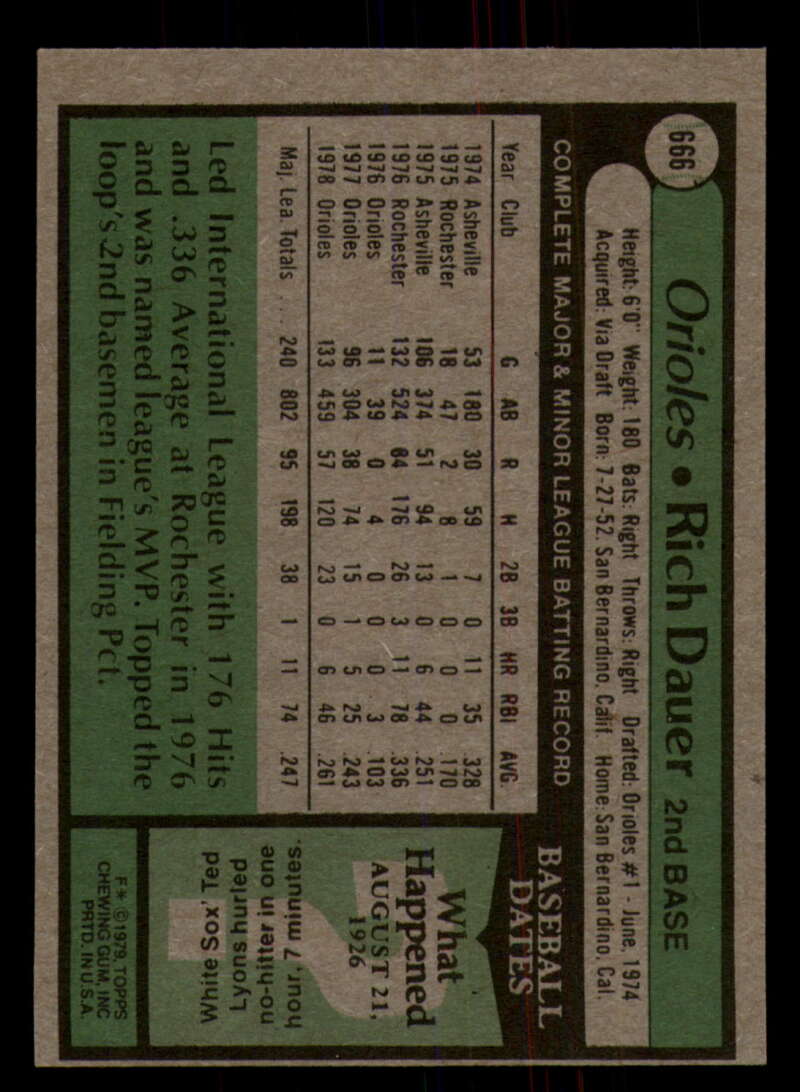 666
Orioles • Rich Dauer 2nd BASE
Height: 6'0" Weight: 180 Bats: Right Throws: Right Drafted: Orioles #1 - June, 1974
Acquired: Via Draft Born: 7-27-52, San Bernardino, Calif. Home: San Bernardino, Cal.
COMPLETE MAJOR & MINOR LEAGUE BATTING RECORD
Year Club G AB R H 2B 3B HR RBI AVG.
1974 Asheville 53 180 30 59 7 0 11 35 .328
1975 Rochester 18 47 2 8 1 0 0 0 .170
1975 Asheville 106 374 51 94 13 0 6 44 .251
1976 Rochester 132 524 84 176 26 3 11 78 .336
1976 Orioles 11 39 0 4 0 0 0 3 .103
1977 Orioles 96 304 38 74 15 1 5 25 .243
1978 Orioles 133 459 57 120 23 0 6 46 .261
Maj. Lea Totals .... 240 802 95 198 38 1 11 74 .247
Led International League with 176 Hits
and .336 Average at Rochester in 1976
and was named league's MVP. Topped the
loop's 2nd basemen in Fielding Pct.
BASEBALL
DATES
What
Happened
AUGUST 21,
1926
?
White Sox' Ted
Lyons hurled
no-hitter in one
hour, 7 minutes.
F* ©1979, TOPPS
CHEWING GUM, INC
PRTD. IN U.S.A.